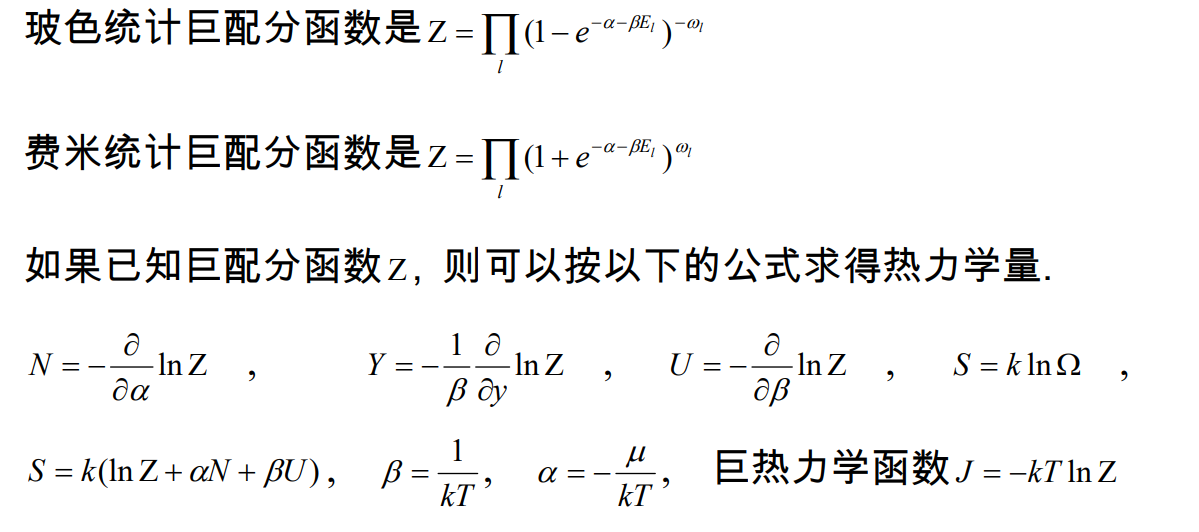 玻色统计巨配分函数是 $Z=\prod_{l}(1-e^{-\alpha-\beta E_l})^{-\omega_l}$
费米统计巨配分函数是 $Z=\prod_{l}(1+e^{-\alpha-\beta E_l})^{\omega_l}$
如果已知巨配分函数 Z, 则可以按以下的公式求得热力学量.
$N=-\frac{\partial}{\partial\alpha}\ln Z$ , $Y=-\frac{1}{\beta}\frac{\partial}{\partial y}\ln Z$ , $U=-\frac{\partial}{\partial\beta}\ln Z$ , $S=k\ln\Omega$ ,
$S=k(\ln Z+\alpha N+\beta U)$, $\beta=\frac{1}{kT}$, $\alpha=-\frac{\mu}{kT}$, 巨热力学函数 $J=-kT\ln Z$